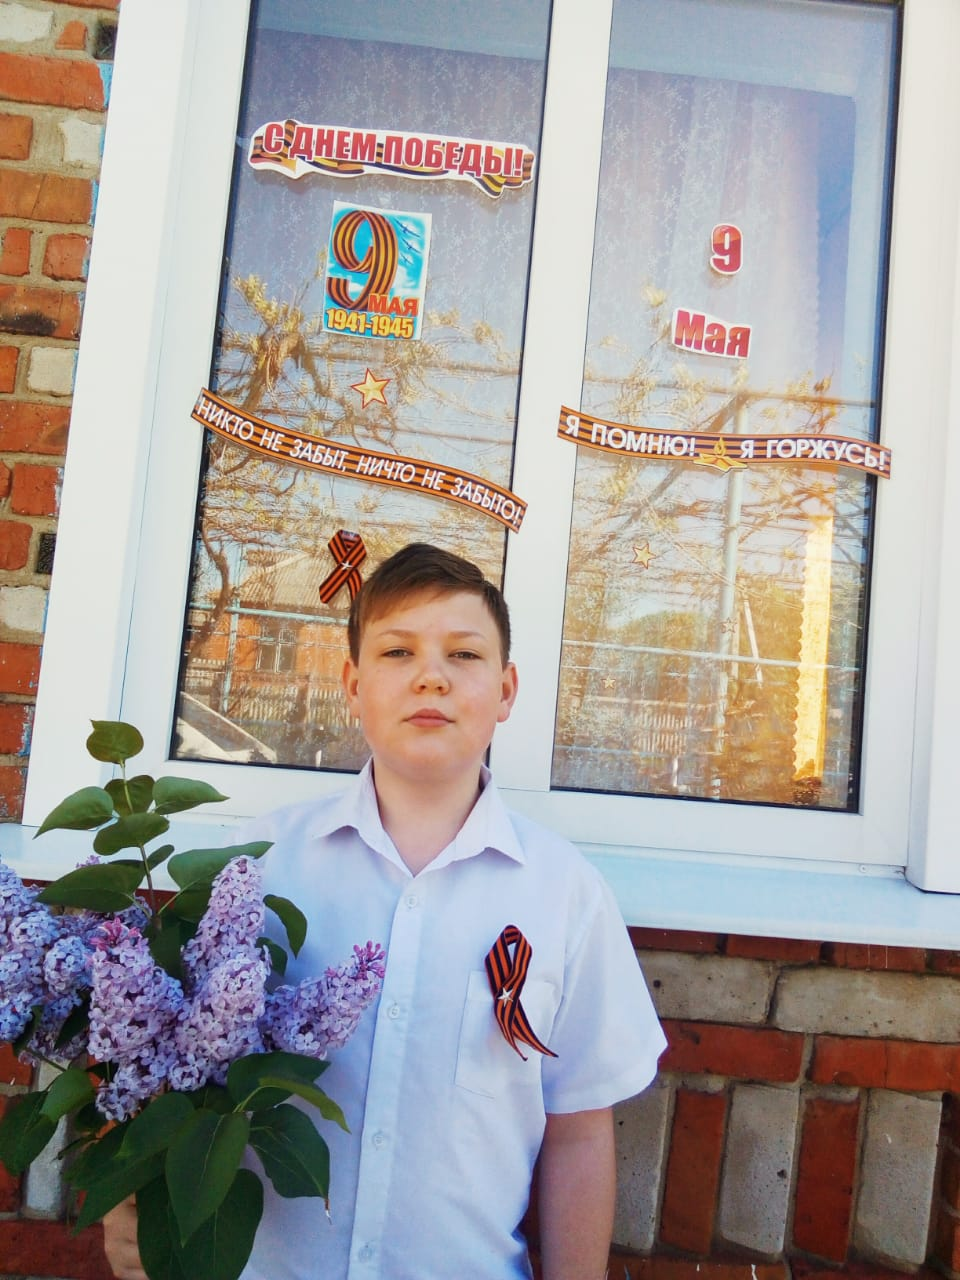 С ДНЕМ ПОБЕДЫ!
9
МАЯ
1941-1945
НИКТО НЕ ЗАБЫТ, НИЧТО НЕ ЗАБЫТО!
9
Мая
Я ПОМНЮ! Я ГОРЖУСЬ!